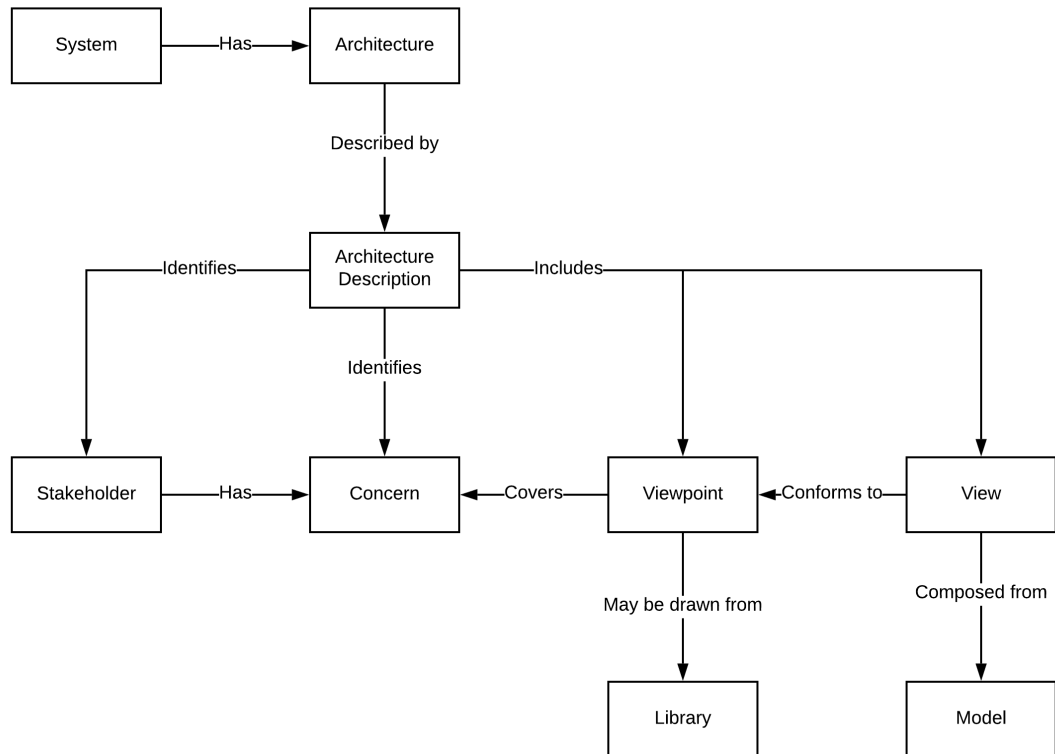 System
Has
Architecture
Described by
Architecture
Description
Identifies
Includes
Identifies
Stakeholder
Has
Concern
Covers
Viewpoint
Conforms to
View
May be drawn from
Composed from
Library
Model